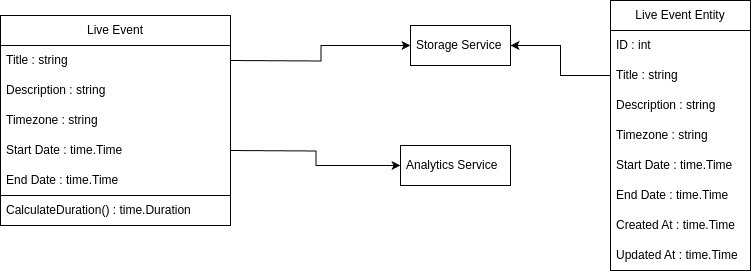 Live Event
Title : string
Description : string
Timezone : string
Start Date : time.Time
End Date : time.Time
CalculateDuration() : time.Duration
Storage Service
Analytics Service
Live Event Entity
ID : int
Title : string
Description : string
Timezone : string
Start Date : time.Time
End Date : time.Time
Created At : time.Time
Updated At : time.Time